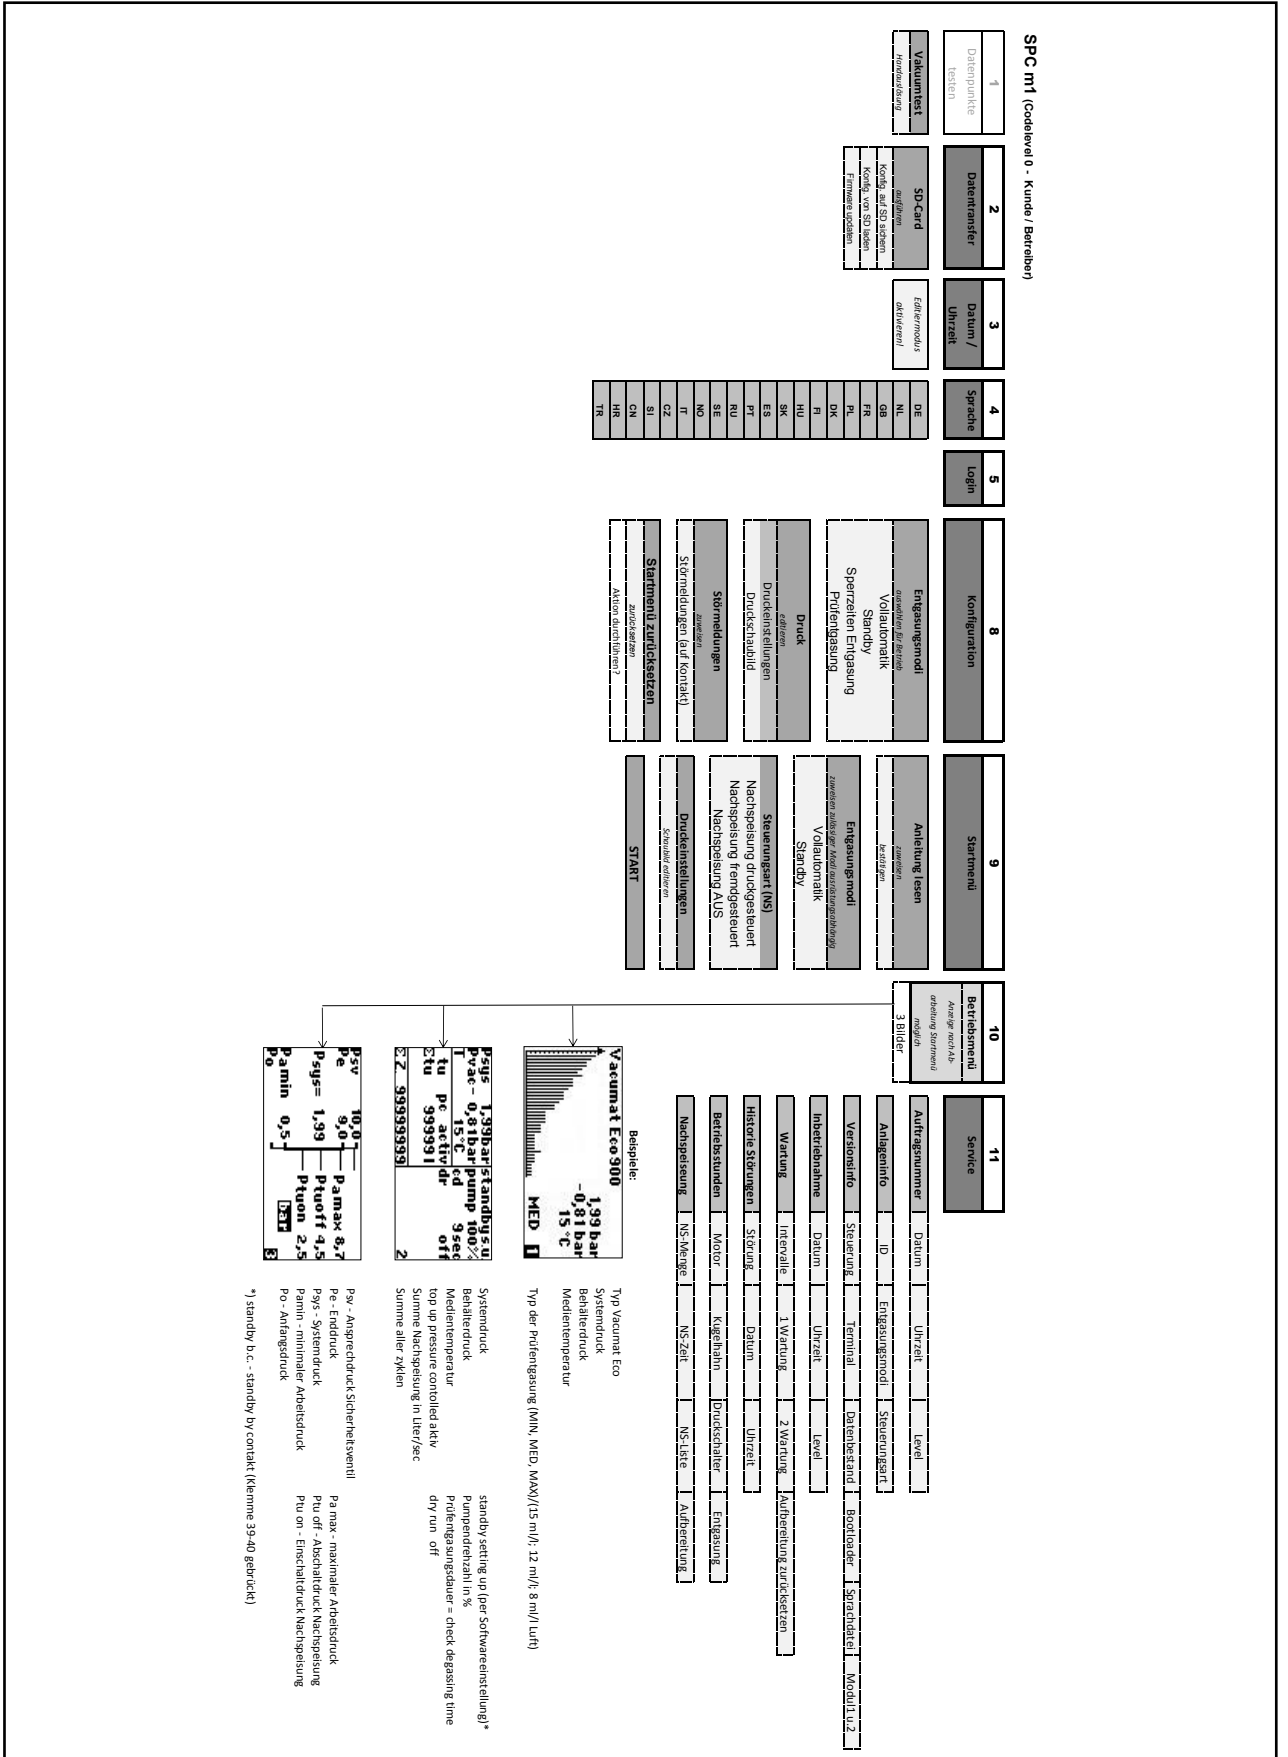 SPC m1 (Codelevel 0 - Kunde / Betreiber)
1
Datenpunkte
testen
Vakuumtest
Handauslösung
2
Datentransfer
SD-Card
ausführen
Konfig. auf SD sichern
Konfig. von SD laden
Firmware updaten
3
Datum /
Uhrzeit
Editiermodus
aktivieren!
4
Sprache
DE
NL
GB
FR
PL
DK
FI
HU
SK
ES
PT
RU
SE
NO
IT
CZ
SI
CN
HR
TR
5
Login
8
Konfiguration
Entgasungsmodi
auswählen für Betrieb
Vollautomatik
Standby
Sperrzeiten Entgasung
Prüfentgasung
Druck
editieren
Druckeinstellungen
Druckschaubild
Störmeldungen
zuweisen
Störmeldungen (auf Kontakt)
Startmenü zurücksetzen
zurücksetzen
Aktion durchführen?
9
Startmenü
Anleitung lesen
zuweisen
bestätigen
Entgasungsmodi
zuweisen zulässiger Modi ausrüstungsabhängig
Vollautomatik
Standby
Steuerungsart (NS)
Nachspeisung druckgesteuert
Nachspeisung fremdgesteuert
Nachspeisung AUS
Druckeinstellungen
Schaubild editieren
START
10
Betriebsmenü
Anzeige nach Ab-
arbeitung Startmenü
möglich
3 Bilder
11
Service
Auftragsnummer Datum Uhrzeit Level
Anlageninfo ID Entgasungsmodi Steuerungsart
Versionsinfo Steuerung Terminal Datenbestand Bootloader Sprachdatei Modul1 u.2
Inbetriebnahme Datum Uhrzeit Level
Wartung Intervalle 1 Wartung 2 Wartung Aufbereitung zurücksetzen
Historie Störungen Störung Datum Uhrzeit
Betriebsstunden Motor Kugelhahn Druckschalter Entgasung
Nachspeiseung NS-Menge NS-Zeit NS-Liste Aufbereitung
Beispiele:
Vacumat Eco 900
1,99 bar
-0,81 bar
15 °C
MED 1
Typ Vacumat Eco
Systemdruck
Behälterdruck
Medientemperatur
Typ der Prüfentgasung (MIN, MED, MAX)/(15 ml/l; 12 ml/l; 8 ml/l Luft)
Psys 1,99bar standbys.u
Pvac- 0,81bar pump 100%
T 15°C cd 9sec
tu pc activ dr off
Σtu 99999 l
ΣZ 99999999 2
Systemdruck
Behälterdruck
Medientemperatur
top up pressure contolled aktiv
Summe Nachspeisung in Liter/sec
Summe aller zyklen
standby setting up (per Softwareeinstellung)*
Pumpendrehzahl in %
Prüfentgasungsdauer = check degassing time
dry run off
Psv 10,0
Pe 9,0
Pa max 8,7
Psys= 1,99
Ptuoff 4,5
Ptuon 2,5
Pamin 0,5
Po
bar
3
Psv - Ansprechdruck Sicherheitsventil
Pe - Enddruck
Psys - Systemdruck
Pamin - minimaler Arbeitsdruck
Po - Anfangsdruck
Pa max - maximaler Arbeitsdruck
Ptu off - Abschaltdruck Nachspeisung
Ptu on - Einschaltdruck Nachspeisung
*) standby b.c. - standby by contakt (Klemme 39-40 gebrückt)